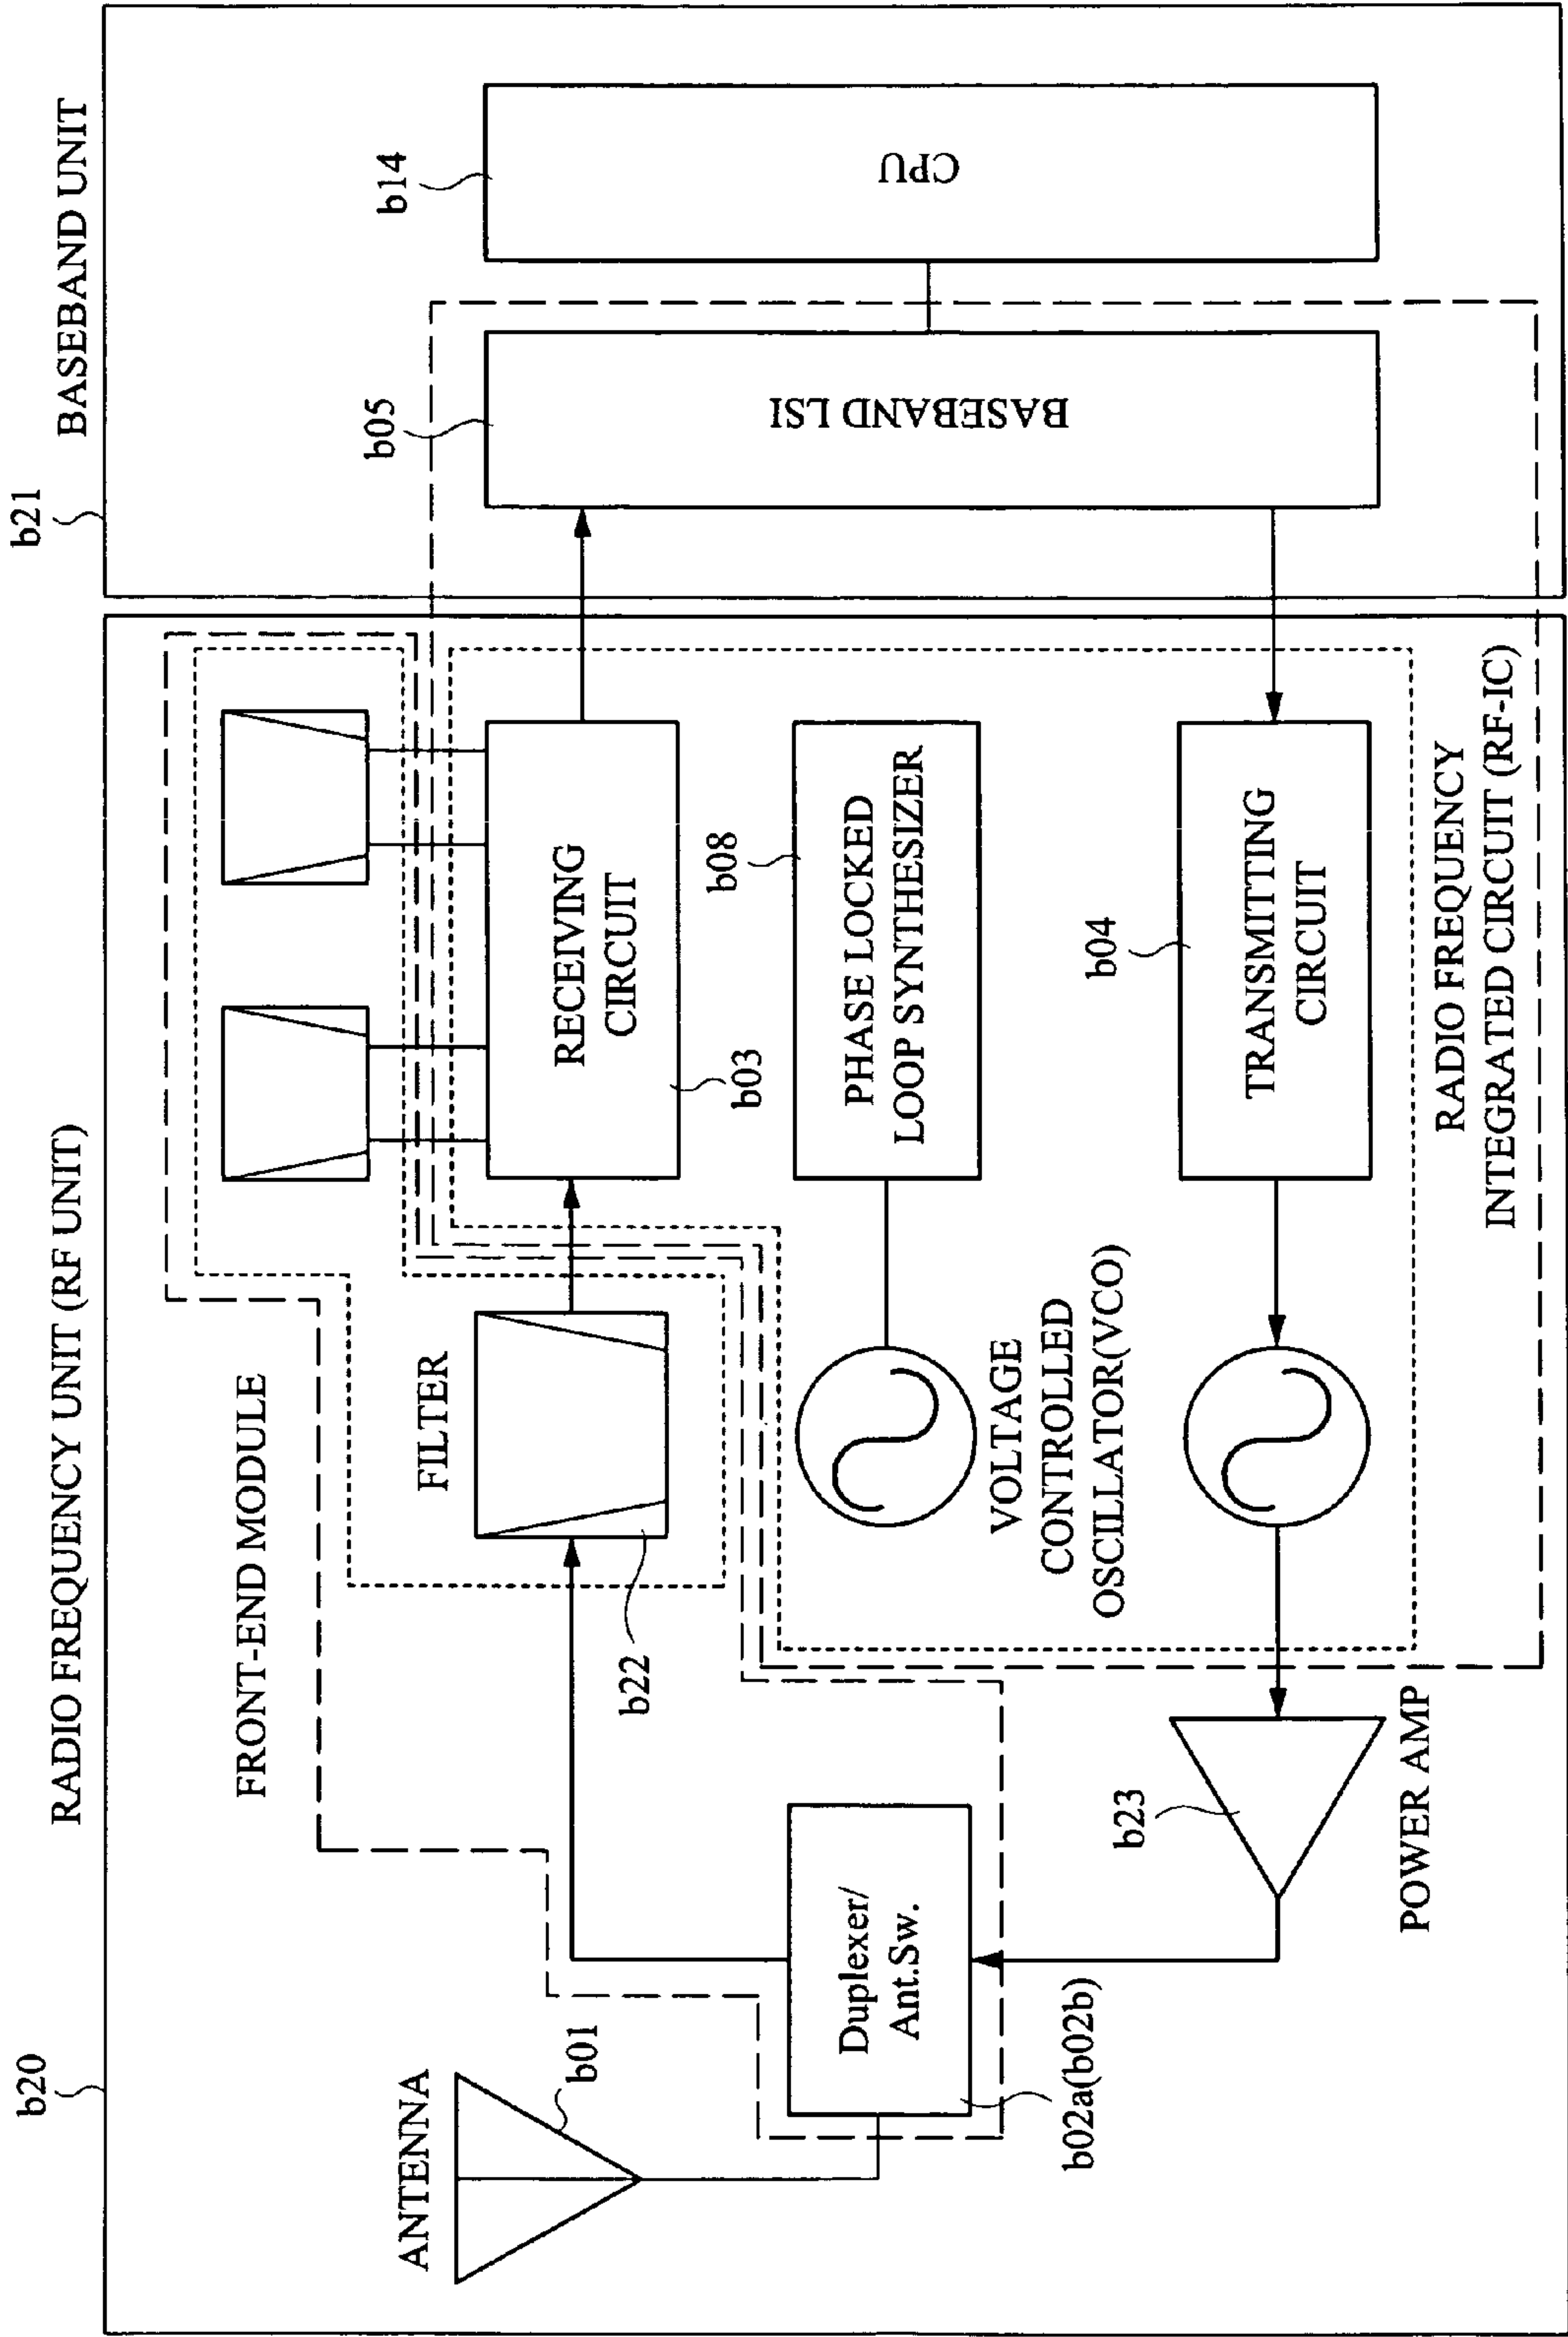 b20
RADIO FREQUENCY UNIT (RF UNIT)
b21
BASEBAND UNIT
FRONT-END MODULE
ANTENNA
b01
FILTER
b22
RECEIVING
CIRCUIT
b03
b05
BASEBAND LSI
b14
CPU
Duplexer/
Ant.Sw.
b02a(b02b)
VOLTAGE
CONTROLLED
OSCILLATOR(VCO)
b08
PHASE LOCKED
LOOP SYNTHESIZER
b04
TRANSMITTING
CIRCUIT
b23
POWER AMP
RADIO FREQUENCY
INTEGRATED CIRCUIT (RF-IC)